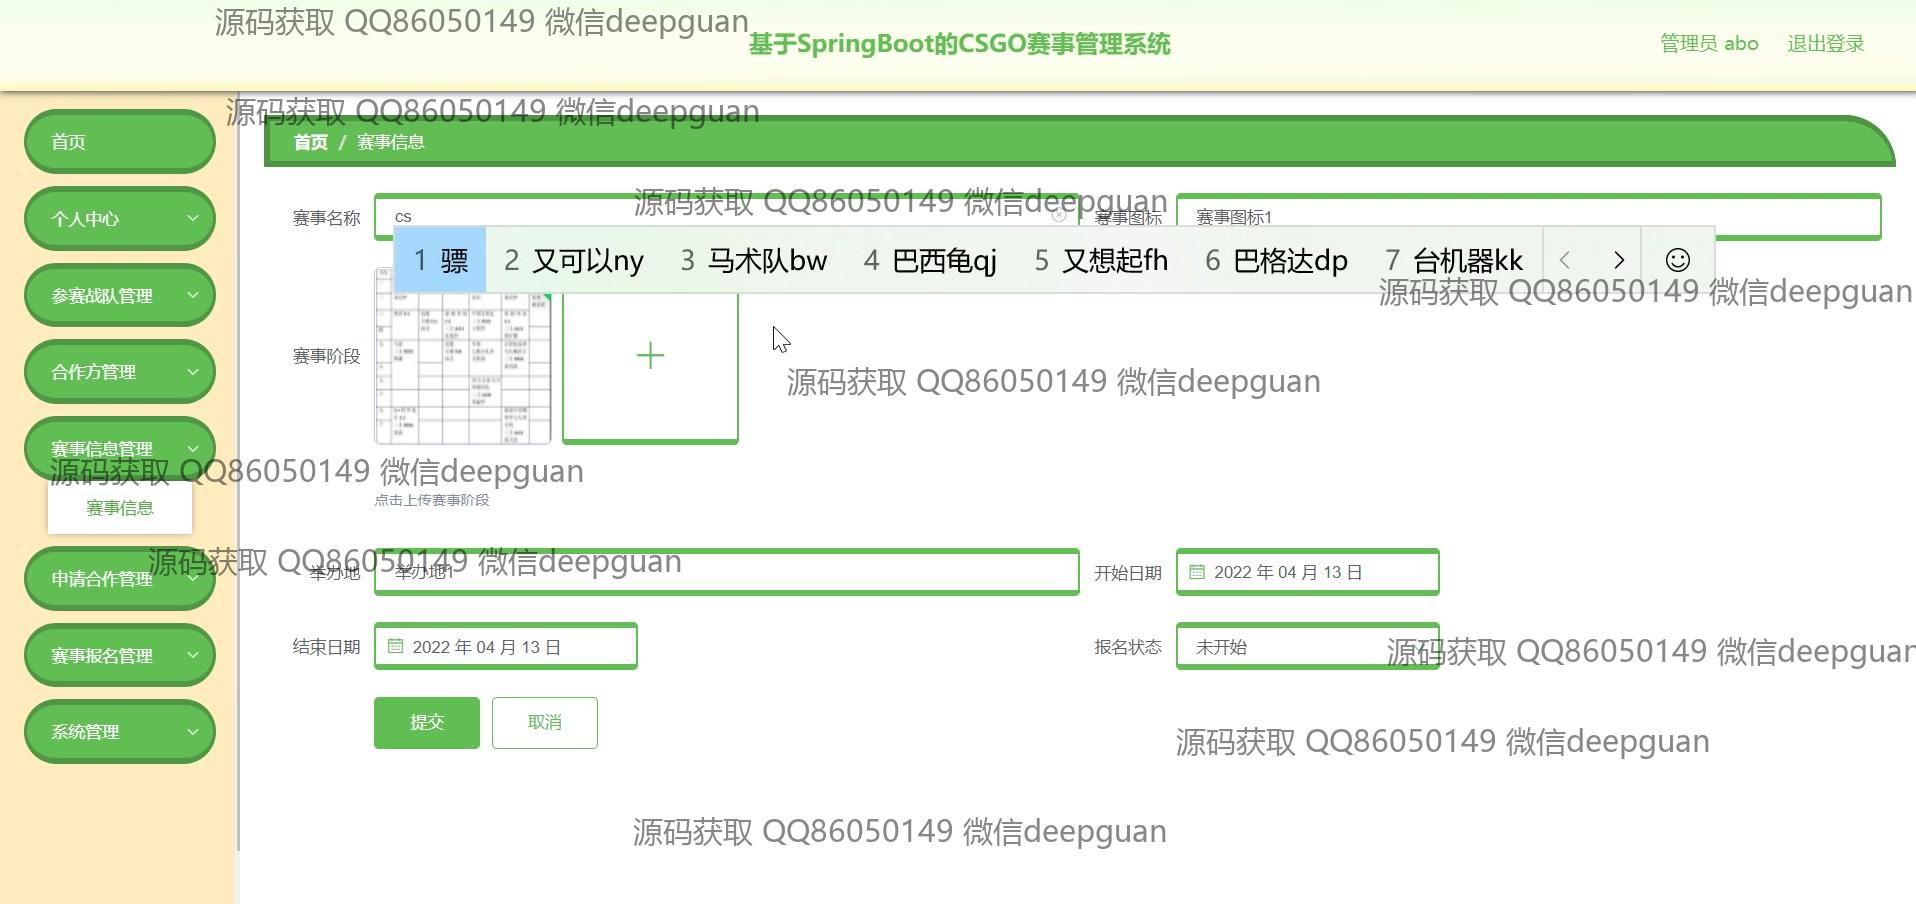 源码获取 QQ86050149 微信deepguan
基于SpringBoot的CSGO赛事管理系统
管理员 abo
退出登录
源码获取 QQ86050149 微信deepguan
首页
首页 / 赛事信息
源码获取 QQ86050149 微信deepguan
个人中心
赛事名称
cs
赛事图标
赛事图标1
1 骠 2 又可以ny 3 马术队bw 4 巴西龟qj 5 又想起fh 6 巴格达dp 7 台机器kk
源码获取 QQ86050149 微信deepguan
参赛战队管理
赛事阶段
合作方管理
源码获取 QQ86050149 微信deepguan
赛事信息管理
源码获取 QQ86050149 微信deepguan
点击上传赛事阶段
赛事信息
源码获取 QQ86050149 微信deepguan
申请合作管理
举办地
举办地1
开始日期
2022 年 04 月 13 日
结束日期
2022 年 04 月 13 日
报名状态
未开始
源码获取 QQ86050149 微信deepguan
赛事报名管理
提交
取消
系统管理
源码获取 QQ86050149 微信deepguan
源码获取 QQ86050149 微信deepguan